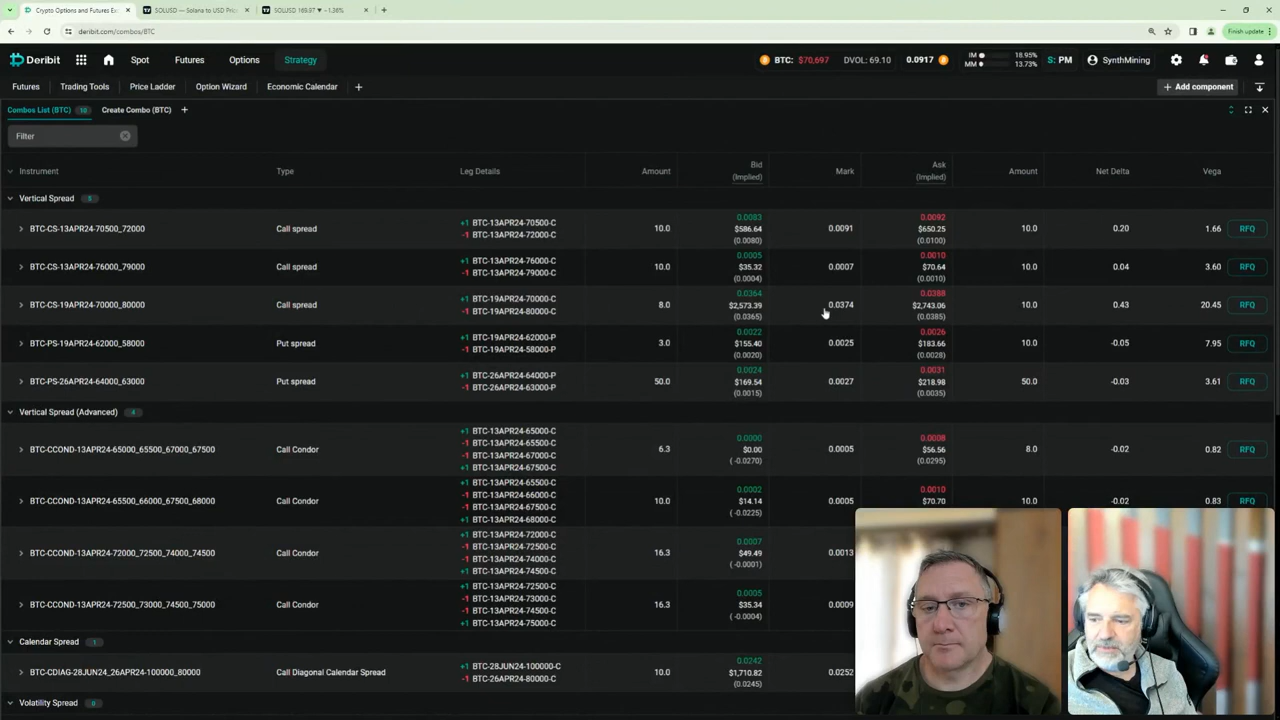 Crypto Options and Futures Ex
SOLUSD — Solana to USD Pric
SOLUSD 169.87 ▼ −1.36%
deribit.com/combos/BTC
Finish update
Deribit
Spot
Futures
Options
Strategy
BTC: $70,697
DVOL: 69.10
0.0917
IM
18.95%
MM
13.73%
S: PM
SynthMining
Futures
Trading Tools
Price Ladder
Option Wizard
Economic Calendar
+
+ Add component
Combos List (BTC) 10
Create Combo (BTC)
+
Filter
Instrument Type Leg Details Amount Bid (Implied) Mark Ask (Implied) Amount Net Delta Vega
Vertical Spread 5
BTC-CS-13APR24-70500_72000 Call spread
+1 BTC-13APR24-70500-C
-1 BTC-13APR24-72000-C
10.0
0.0083
$586.64
(0.0080)
0.0091
0.0092
$650.25
(0.0100)
10.0 0.20 1.66 RFQ
BTC-CS-13APR24-76000_79000 Call spread
+1 BTC-13APR24-76000-C
-1 BTC-13APR24-79000-C
10.0
0.0005
$35.32
(0.0004)
0.0007
0.0010
$70.64
(0.0010)
10.0 0.04 3.60 RFQ
BTC-CS-19APR24-70000_80000 Call spread
+1 BTC-19APR24-70000-C
-1 BTC-19APR24-80000-C
8.0
0.0364
$2,573.39
(0.0365)
0.0374
0.0388
$2,743.06
(0.0385)
10.0 0.43 20.45 RFQ
BTC-PS-19APR24-62000_58000 Put spread
+1 BTC-19APR24-62000-P
-1 BTC-19APR24-58000-P
3.0
0.0022
$155.40
(0.0020)
0.0025
0.0026
$183.66
(0.0028)
10.0 -0.05 7.95 RFQ
BTC-PS-26APR24-64000_63000 Put spread
+1 BTC-26APR24-64000-P
-1 BTC-26APR24-63000-P
50.0
0.0024
$169.54
(0.0015)
0.0027
0.0031
$218.98
(0.0035)
50.0 -0.03 3.61 RFQ
Vertical Spread (Advanced) 4
BTC-CCOND-13APR24-65000_65500_67000_67500 Call Condor
+1 BTC-13APR24-65000-C
-1 BTC-13APR24-65500-C
-1 BTC-13APR24-67000-C
+1 BTC-13APR24-67500-C
6.3
0.0000
$0.00
( -0.0270)
0.0005
0.0008
$56.56
(0.0295)
8.0 -0.02 0.82 RFQ
BTC-CCOND-13APR24-65500_66000_67500_68000 Call Condor
+1 BTC-13APR24-65500-C
-1 BTC-13APR24-66000-C
-1 BTC-13APR24-67500-C
+1 BTC-13APR24-68000-C
10.0
0.0002
$14.14
( -0.0225)
0.0005
0.0010
$70.70
10.0 -0.02 0.83 RFQ
BTC-CCOND-13APR24-72000_72500_74000_74500 Call Condor
+1 BTC-13APR24-72000-C
-1 BTC-13APR24-72500-C
-1 BTC-13APR24-74000-C
+1 BTC-13APR24-74500-C
16.3
0.0007
$49.49
( -0.0001)
0.0013
BTC-CCOND-13APR24-72500_73000_74500_75000 Call Condor
+1 BTC-13APR24-72500-C
-1 BTC-13APR24-73000-C
-1 BTC-13APR24-74500-C
+1 BTC-13APR24-75000-C
16.3
0.0005
$35.34
( -0.0004)
0.0009
Calendar Spread 1
BTC-CDIAG-28JUN24_26APR24-100000_80000 Call Diagonal Calendar Spread
+1 BTC-28JUN24-100000-C
-1 BTC-26APR24-80000-C
10.0
0.0242
$1,710.82
(0.0245)
0.0252
Volatility Spread 0